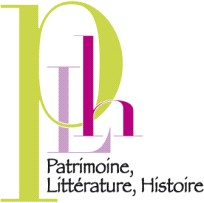 pLh
Patrimoine,
Littérature, Histoire